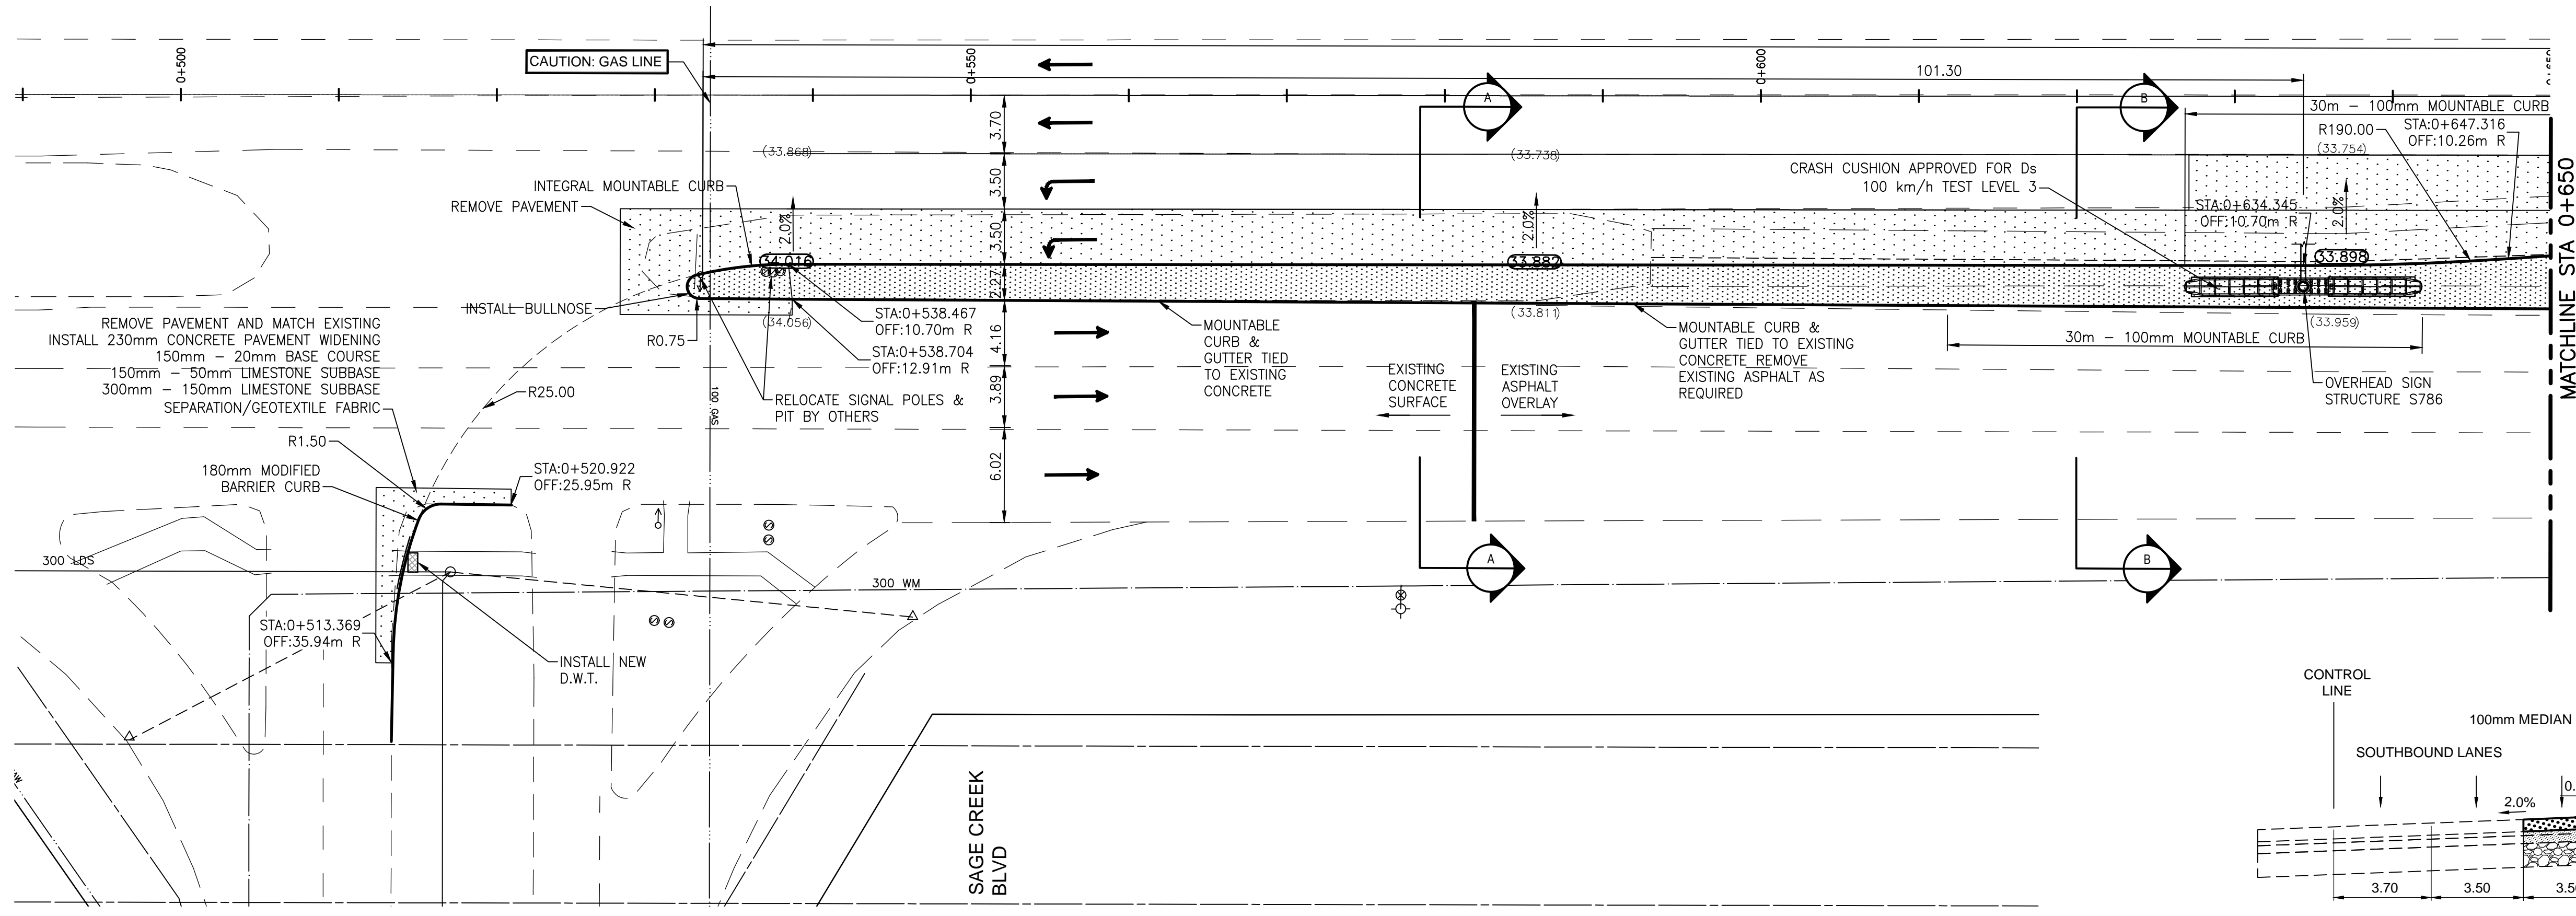 0+500
CAUTION: GAS LINE
0+550
0+600
101.30
A
B
30m - 100mm MOUNTABLE CURB
R190.00
STA:0+647.316
OFF:10.26m R
3.70
(33.868)
(33.738)
(33.754)
CRASH CUSHION APPROVED FOR Ds
100 km/h TEST LEVEL 3
INTEGRAL MOUNTABLE CURB
REMOVE PAVEMENT
3.50
2.0%
3.50
2.0%
STA:0+634.345
OFF:10.70m R
2.0%
34.016
33.882
33.898
2.27
INSTALL BULLNOSE
(34.056)
STA:0+538.467
OFF:10.70m R
(33.811)
(33.959)
R0.75
STA:0+538.704
OFF:12.91m R
4.16
MOUNTABLE
CURB &
GUTTER TIED
TO EXISTING
CONCRETE
MOUNTABLE CURB &
GUTTER TIED TO EXISTING
CONCRETE REMOVE
EXISTING ASPHALT AS
REQUIRED
30m - 100mm MOUNTABLE CURB
REMOVE PAVEMENT AND MATCH EXISTING
INSTALL 230mm CONCRETE PAVEMENT WIDENING
150mm - 20mm BASE COURSE
150mm - 50mm LIMESTONE SUBBASE
300mm - 150mm LIMESTONE SUBBASE
SEPARATION/GEOTEXTILE FABRIC
R25.00
100 GAS
RELOCATE SIGNAL POLES &
PIT BY OTHERS
3.89
EXISTING
CONCRETE
SURFACE
EXISTING
ASPHALT
OVERLAY
OVERHEAD SIGN
STRUCTURE S786
MATCHLINE STA 0+650
R1.50
180mm MODIFIED
BARRIER CURB
STA:0+520.922
OFF:25.95m R
6.02
300 LDS
300 WM
A
B
STA:0+513.369
OFF:35.94m R
INSTALL NEW
D.W.T.
SAGE CREEK
BLVD
CONTROL
LINE
100mm MEDIAN
SOUTHBOUND LANES
0.
2.0%
3.70
3.50
3.5